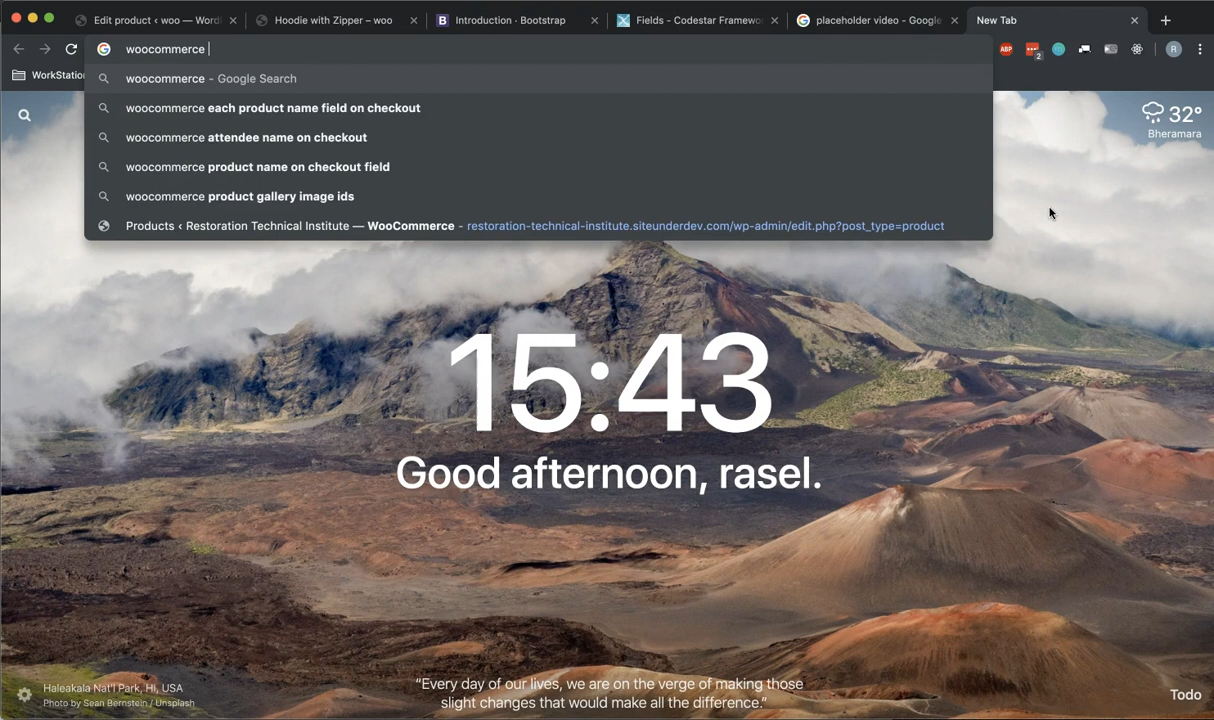 Edit product ‹ woo — Word
Hoodie with Zipper – woo
Introduction · Bootstrap
Fields - Codestar Framewo
placeholder video - Google
New Tab
woocommerce
ABP
2
R
WorkStation
woocommerce - Google Search
woocommerce each product name field on checkout
woocommerce attendee name on checkout
woocommerce product name on checkout field
woocommerce product gallery image ids
Products ‹ Restoration Technical Institute — WooCommerce - restoration-technical-institute.siteunderdev.com/wp-admin/edit.php?post_type=product
32°
Bheramara
15:43
Good afternoon, rasel.
Haleakala Nat'l Park, HI, USA
Photo by Sean Bernstein / Unsplash
“Every day of our lives, we are on the verge of making those
slight changes that would make all the difference.”
Todo